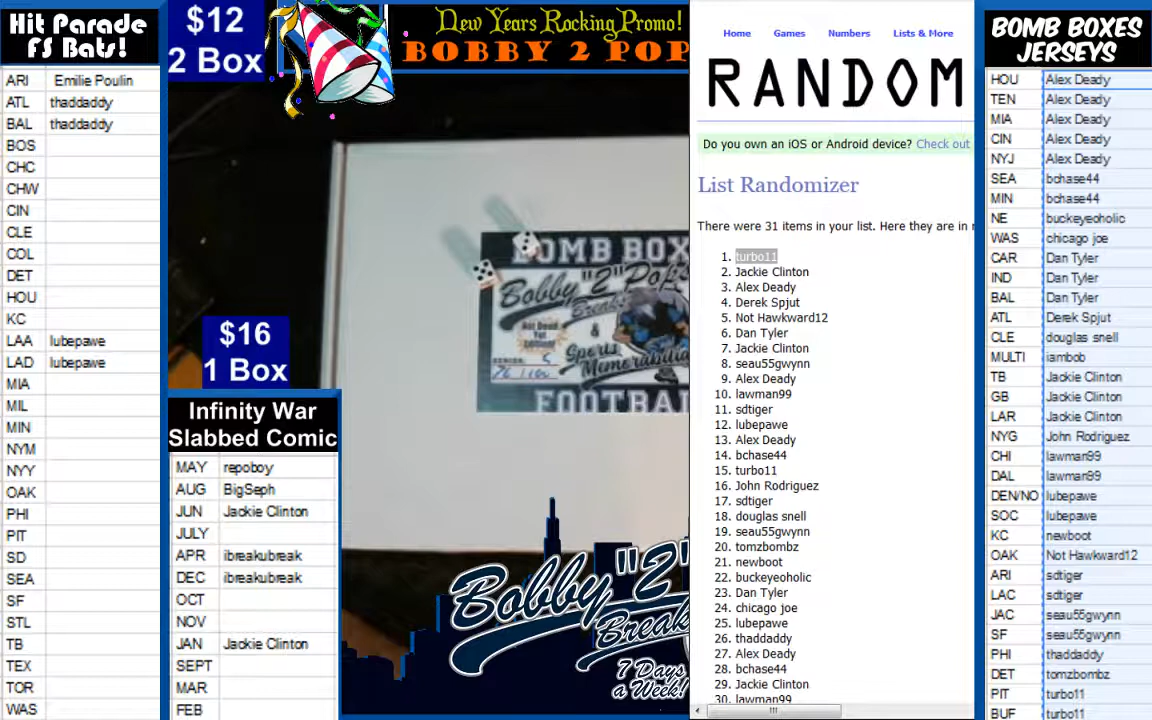 Hit Parade
FS Bats!
ARI Emilie Poulin
ATL thaddaddy
BAL thaddaddy
BOS
CHC
CHW
CIN
CLE
COL
DET
HOU
KC
LAA lubepawe
LAD lubepawe
MIA
MIL
MIN
NYM
NYY
OAK
PHI
PIT
SD
SEA
SF
STL
TB
TEX
TOR
WAS
$12
2 Box
New Years Rocking Promo!
BOBBY 2 POP
$16
1 Box
Infinity War
Slabbed Comic
MAY repoboy
AUG BigSeph
JUN Jackie Clinton
JULY
APR ibreakubreak
DEC ibreakubreak
OCT
NOV
JAN Jackie Clinton
SEPT
MAR
FEB
BOMB BOX
Bobby "2" Pop's
Breaks
&
Sports
Memorabilia
FOOTBAL
Bobby "2"
Break
7 Days
a Week!
Home Games Numbers Lists & More
RANDOM
Do you own an iOS or Android device? Check out
List Randomizer
There were 31 items in your list. Here they are in r
1. turbo11
2. Jackie Clinton
3. Alex Deady
4. Derek Spjut
5. Not Hawkward12
6. Dan Tyler
7. Jackie Clinton
8. seau55gwynn
9. Alex Deady
10. lawman99
11. sdtiger
12. lubepawe
13. Alex Deady
14. bchase44
15. turbo11
16. John Rodriguez
17. sdtiger
18. douglas snell
19. seau55gwynn
20. tomzbombz
21. newboot
22. buckeyeoholic
23. Dan Tyler
24. chicago joe
25. lubepawe
26. thaddaddy
27. Alex Deady
28. bchase44
29. Jackie Clinton
30. lawman99
BOMB BOXES
JERSEYS
HOU Alex Deady
TEN Alex Deady
MIA Alex Deady
CIN Alex Deady
NYJ Alex Deady
SEA bchase44
MIN bchase44
NE buckeyeoholic
WAS chicago joe
CAR Dan Tyler
IND Dan Tyler
BAL Dan Tyler
ATL Derek Spjut
CLE douglas snell
MULTI iambob
TB Jackie Clinton
GB Jackie Clinton
LAR Jackie Clinton
NYG John Rodriguez
CHI lawman99
DAL lawman99
DEN/NO lubepawe
SOC lubepawe
KC newboot
OAK Not Hawkward12
ARI sdtiger
LAC sdtiger
JAC seau55gwynn
SF seau55gwynn
PHI thaddaddy
DET tomzbombz
PIT turbo11
BUF turbo11